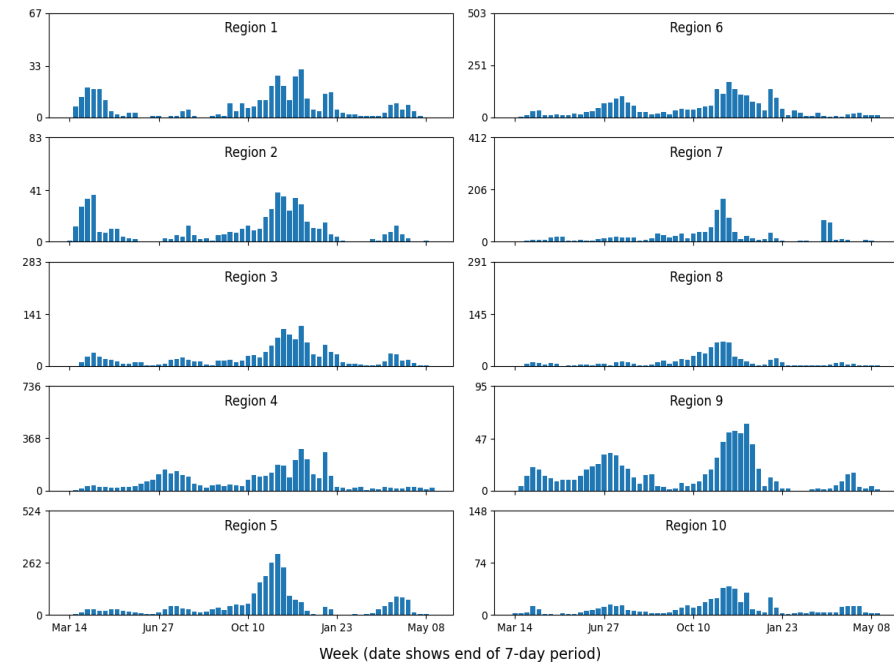 67
33
0
Region 1
83
41
0
Region 2
283
141
0
Region 3
736
368
0
Region 4
524
262
0
Region 5
Mar 14 Jun 27 Oct 10 Jan 23 May 08
503
251
0
Region 6
412
206
0
Region 7
291
145
0
Region 8
95
47
0
Region 9
148
74
0
Region 10
Mar 14 Jun 27 Oct 10 Jan 23 May 08
Week (date shows end of 7-day period)